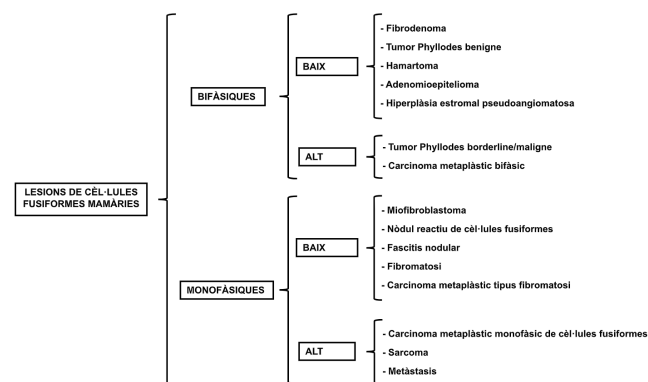 LESIONS DE CÈL·LULES
FUSIFORMES MAMÀRIES
BIFÀSIQUES
BAIX
- Fibrodenoma
- Tumor Phyllodes benigne
- Hamartoma
- Adenomioepitelioma
- Hiperplàsia estromal pseudoangiomatosa
ALT
- Tumor Phyllodes borderline/maligne
- Carcinoma metaplàstic bifàsic
MONOFÀSIQUES
BAIX
- Miofibroblastoma
- Nòdul reactiu de cèl·lules fusiformes
- Fascitis nodular
- Fibromatosi
- Carcinoma metaplàstic tipus fibromatosi
ALT
- Carcinoma metaplàstic monofàsic de cèl·lules fusiformes
- Sarcoma
- Metàstasis